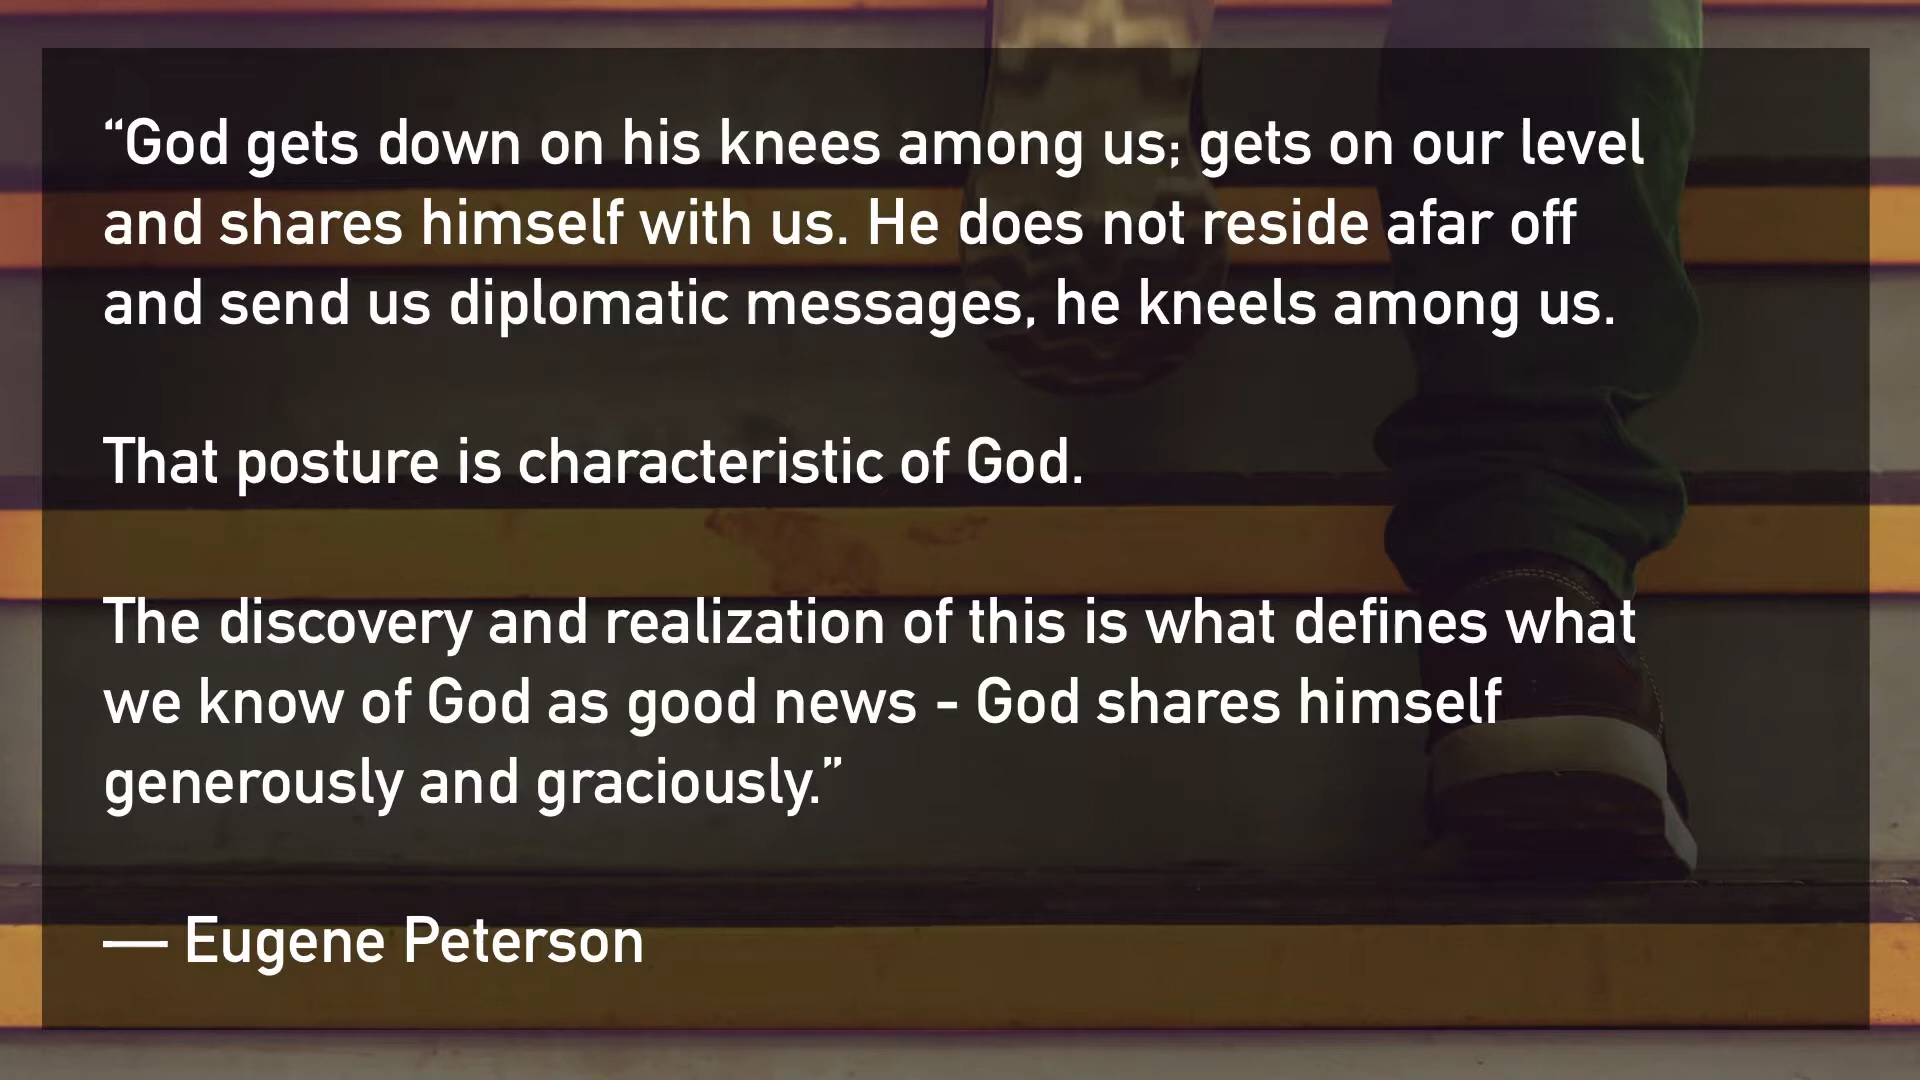 “God gets down on his knees among us; gets on our level
and shares himself with us. He does not reside afar off
and send us diplomatic messages, he kneels among us.
That posture is characteristic of God.
The discovery and realization of this is what defines what
we know of God as good news - God shares himself
generously and graciously.”
— Eugene Peterson